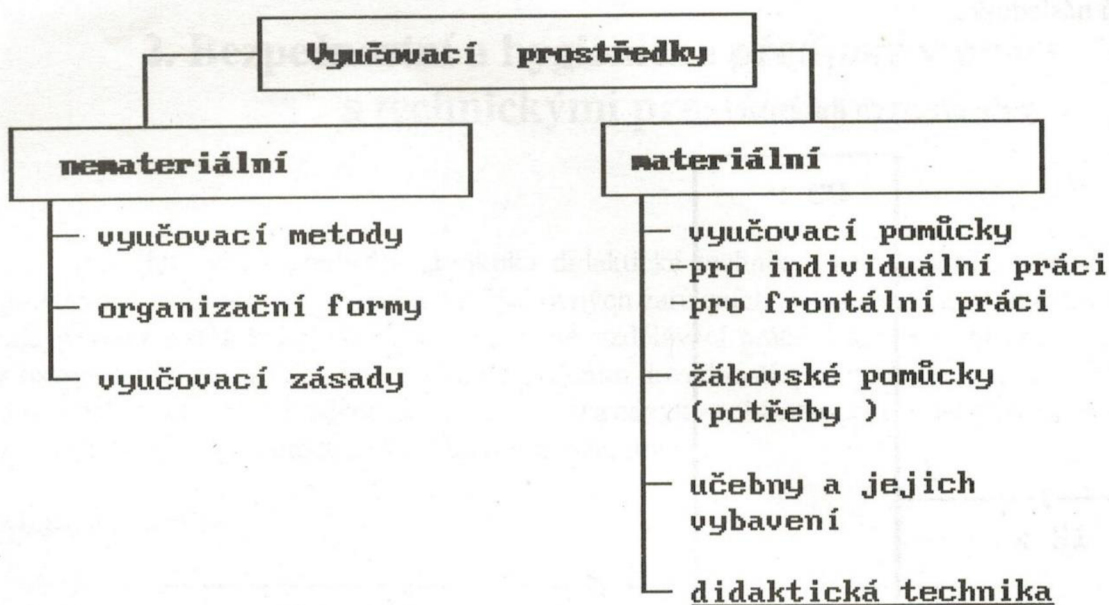 Vyučovací prostředky
nemateriální
vyučovací metody
organizační formy
vyučovací zásady
materiální
vyučovací pomůcky
- pro individuální práci
- pro frontální práci
žákovské pomůcky
(potřeby )
učebny a jejich
vybavení
didaktická technika